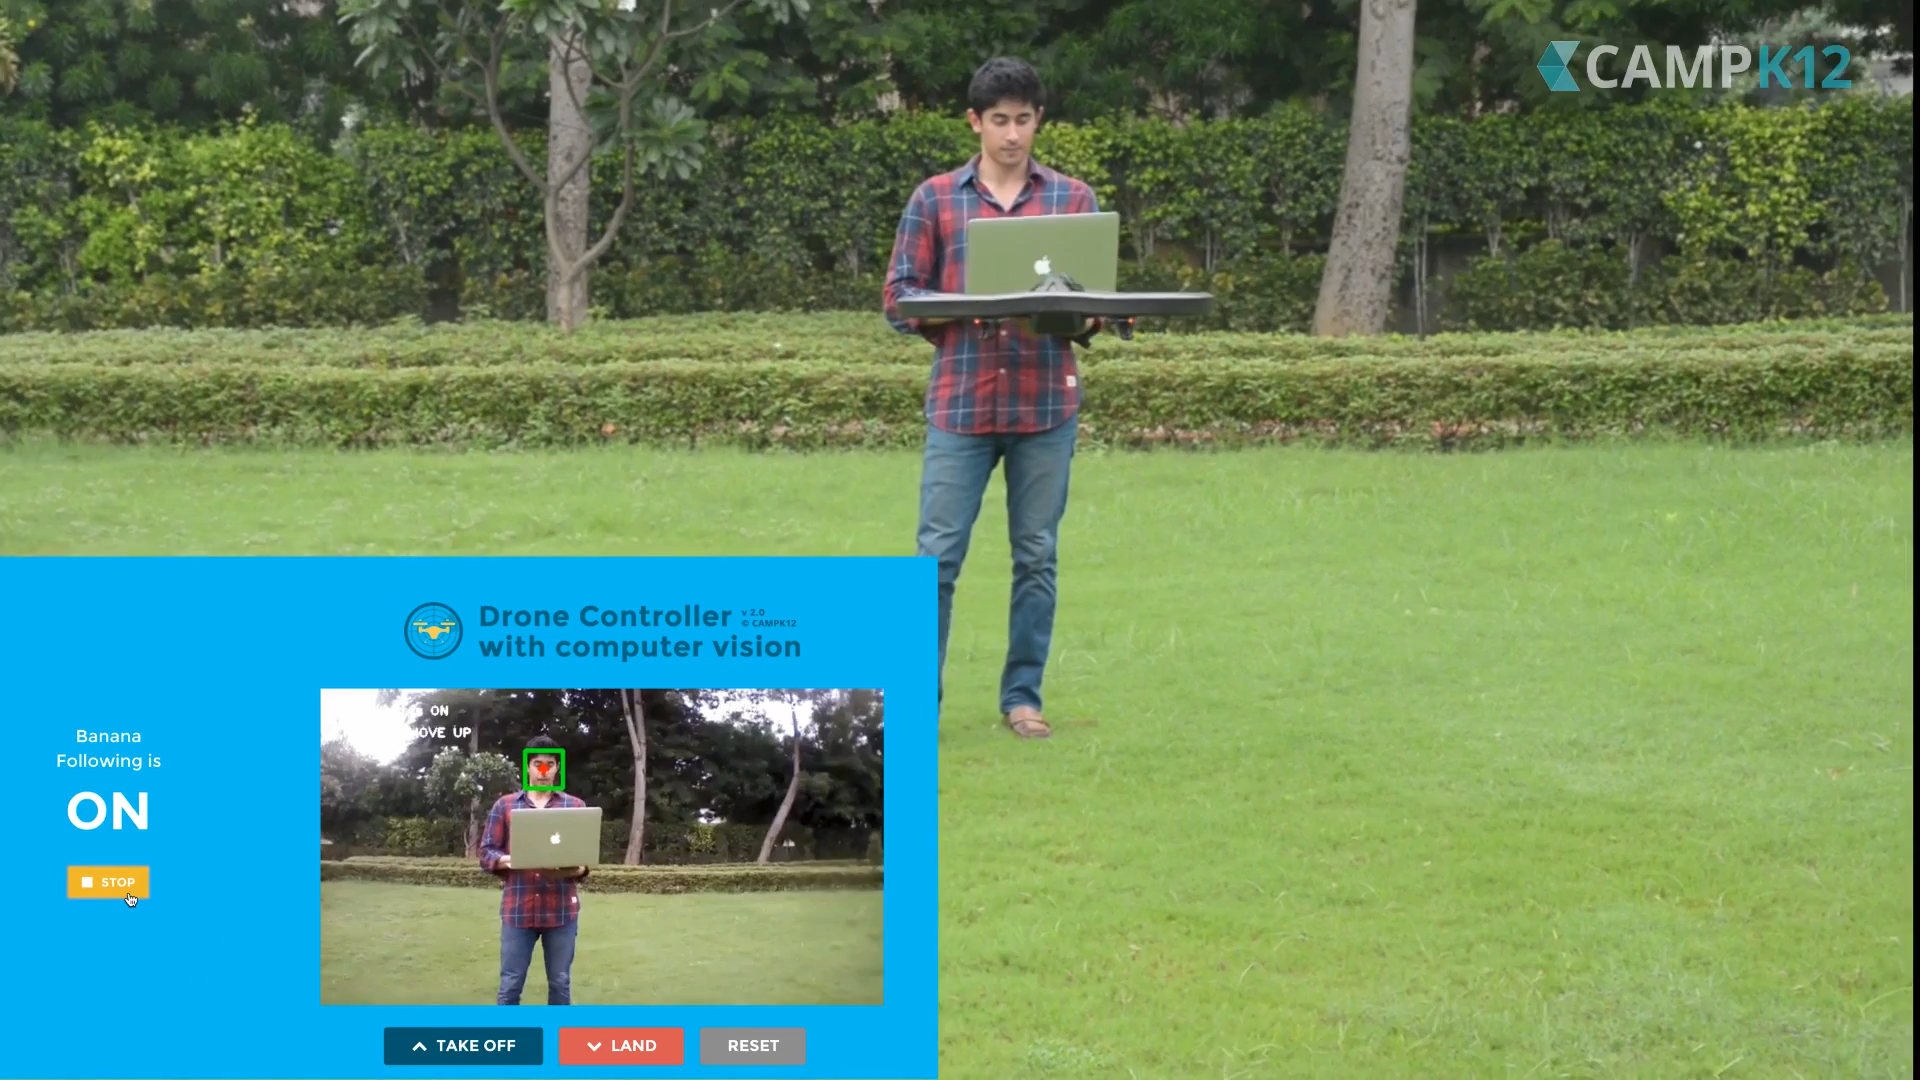 CAMPK12
Drone Controller v 2.0
© CAMPK12
with computer vision
ON
MOVE UP
Banana
Following is
ON
STOP
TAKE OFF
LAND
RESET